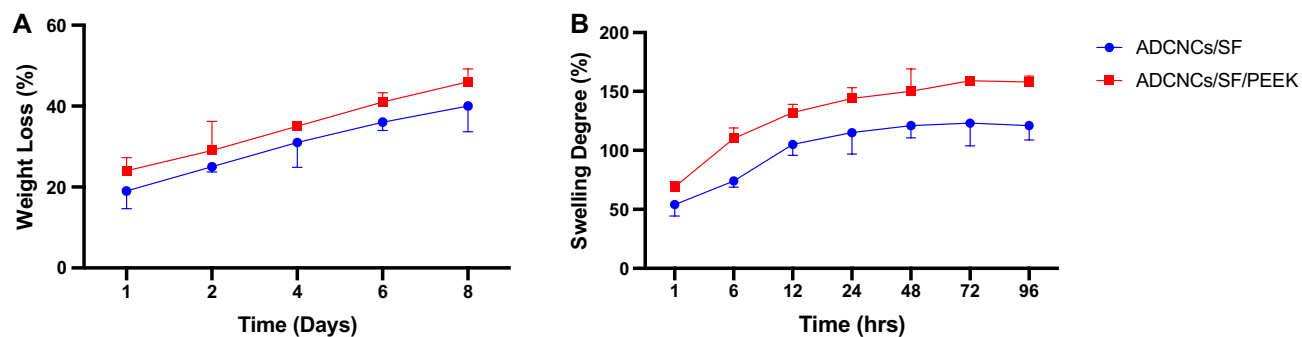 A
Weight Loss (%)
60
40
20
0
1 2 4 6 8
Time (Days)
B
Swelling Degree (%)
200
150
100
50
0
1 6 12 24 48 72 96
Time (hrs)
ADCNCs/SF
ADCNCs/SF/PEEK